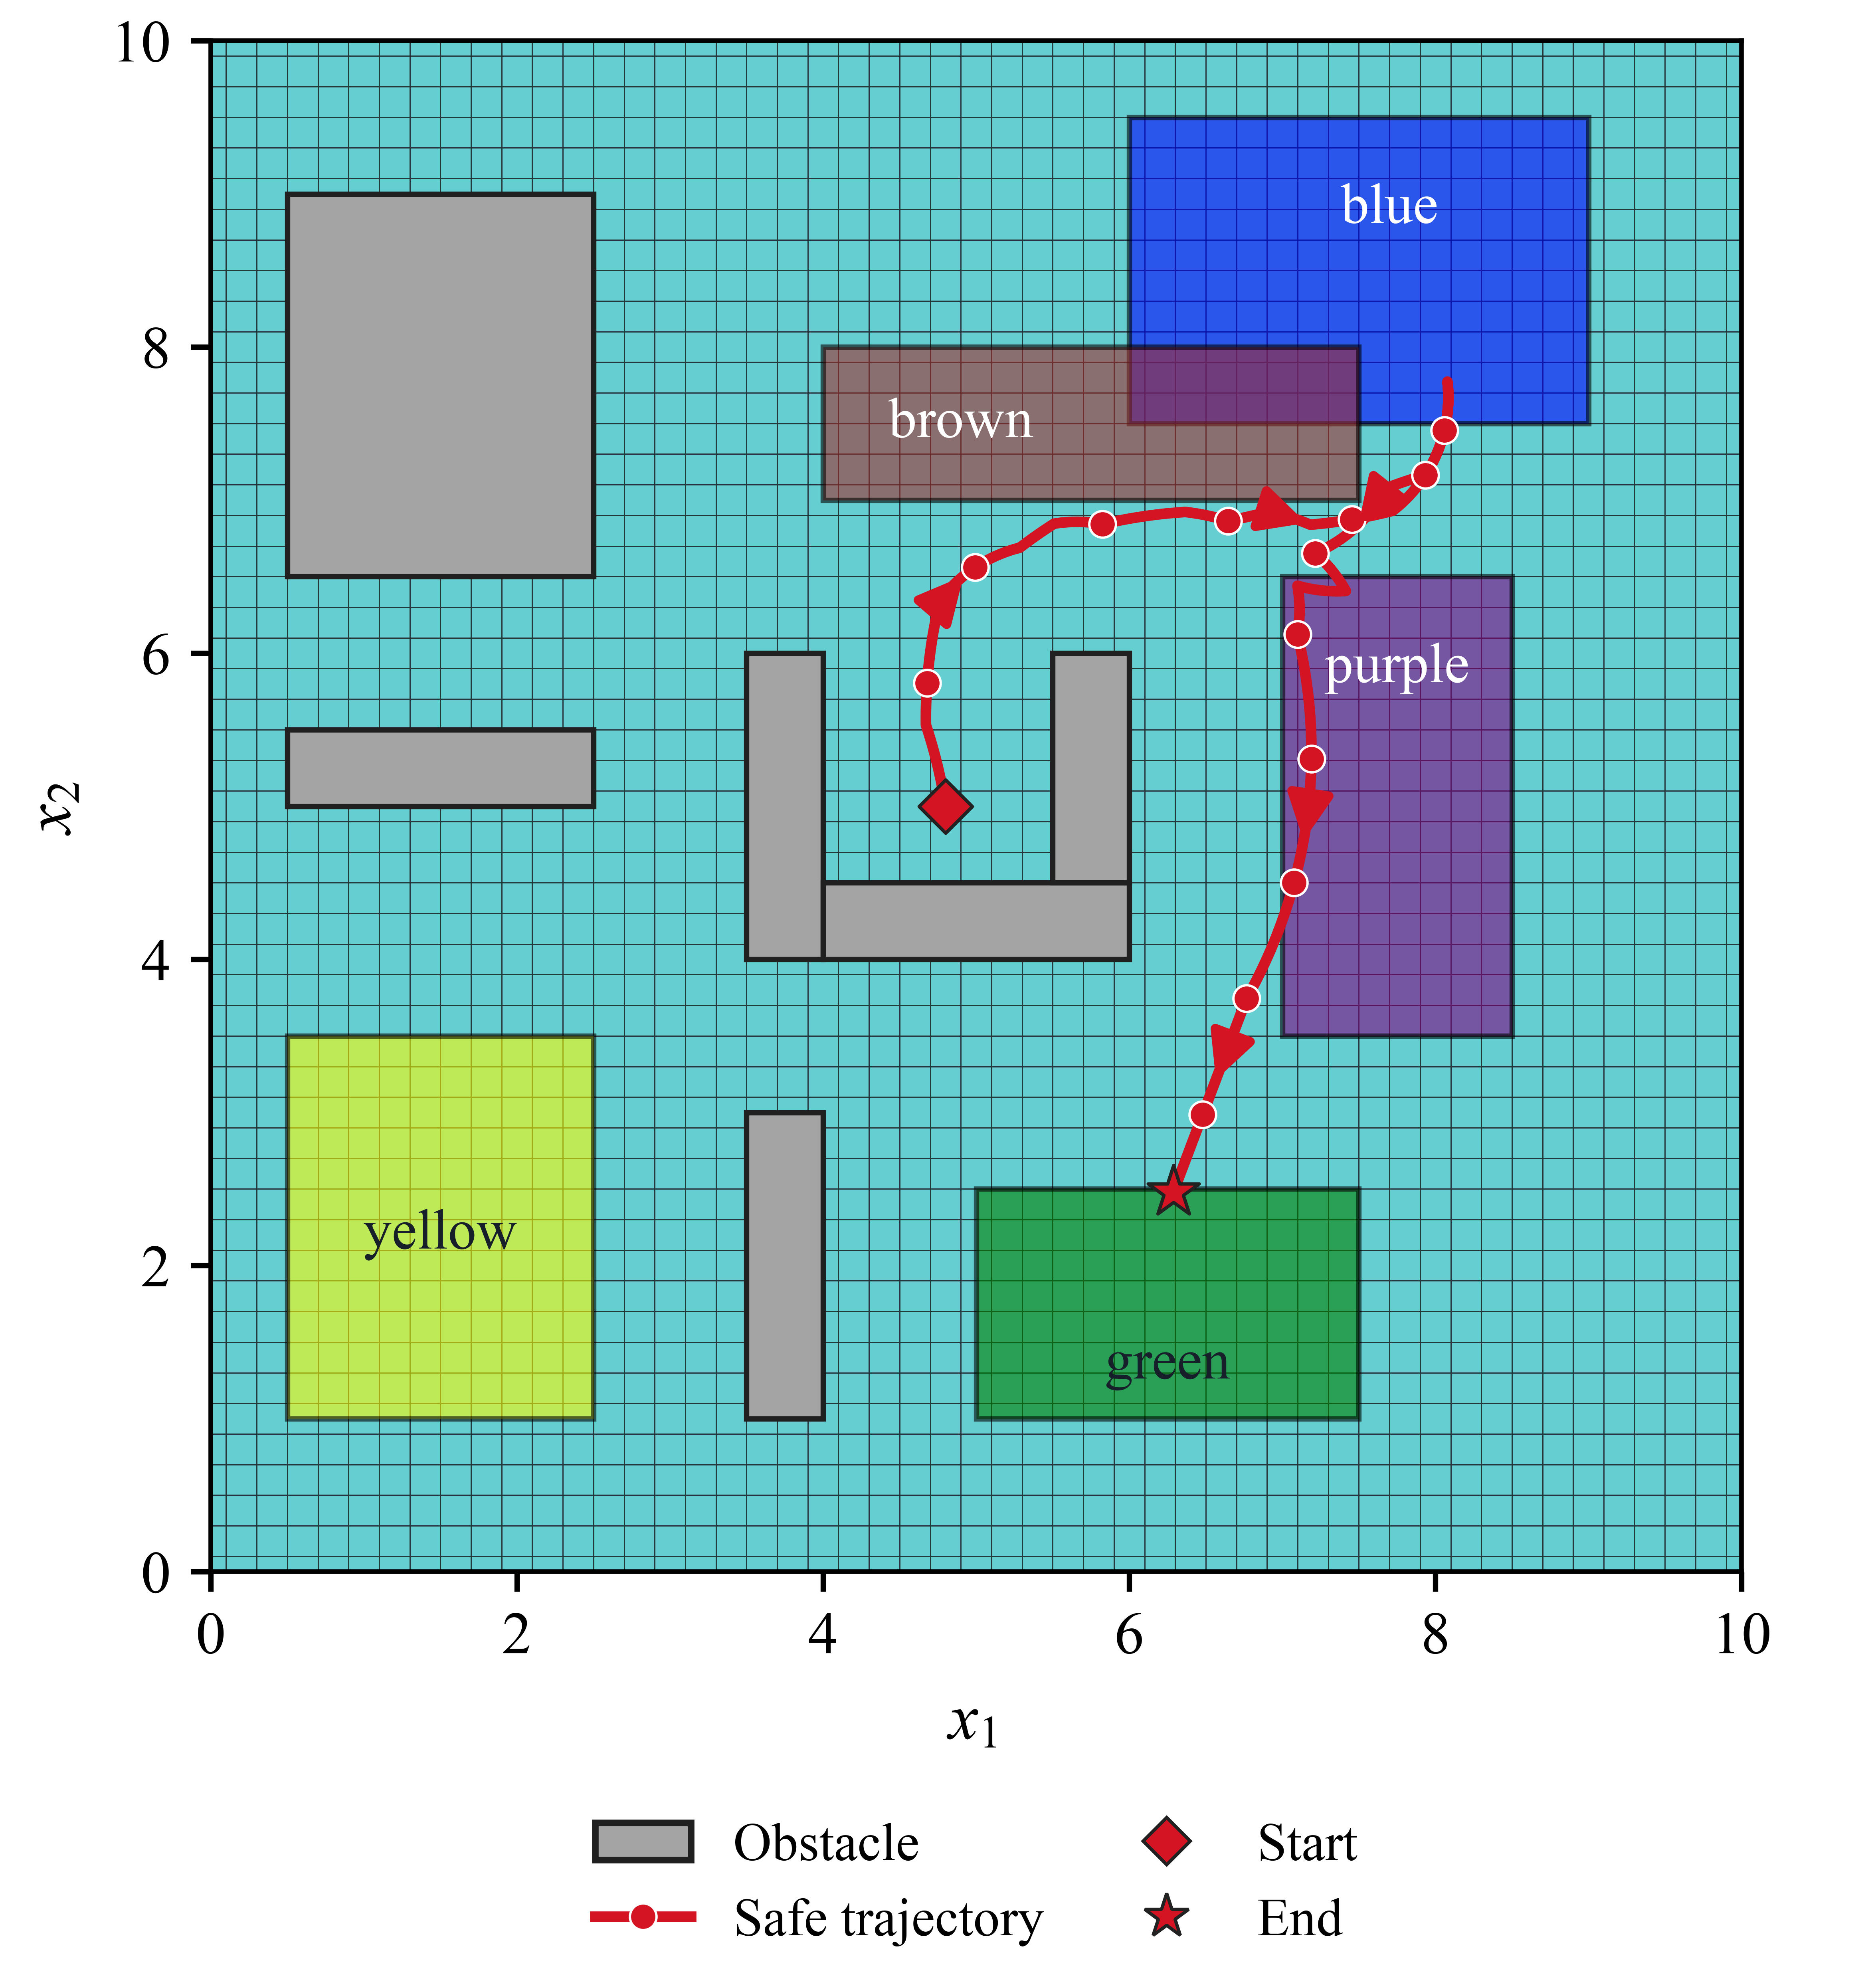 10
blue
8
brown
6
purple
x₂
4
yellow
2
green
0
0 2 4 6 8 10
x₁
Obstacle Start
Safe trajectory End